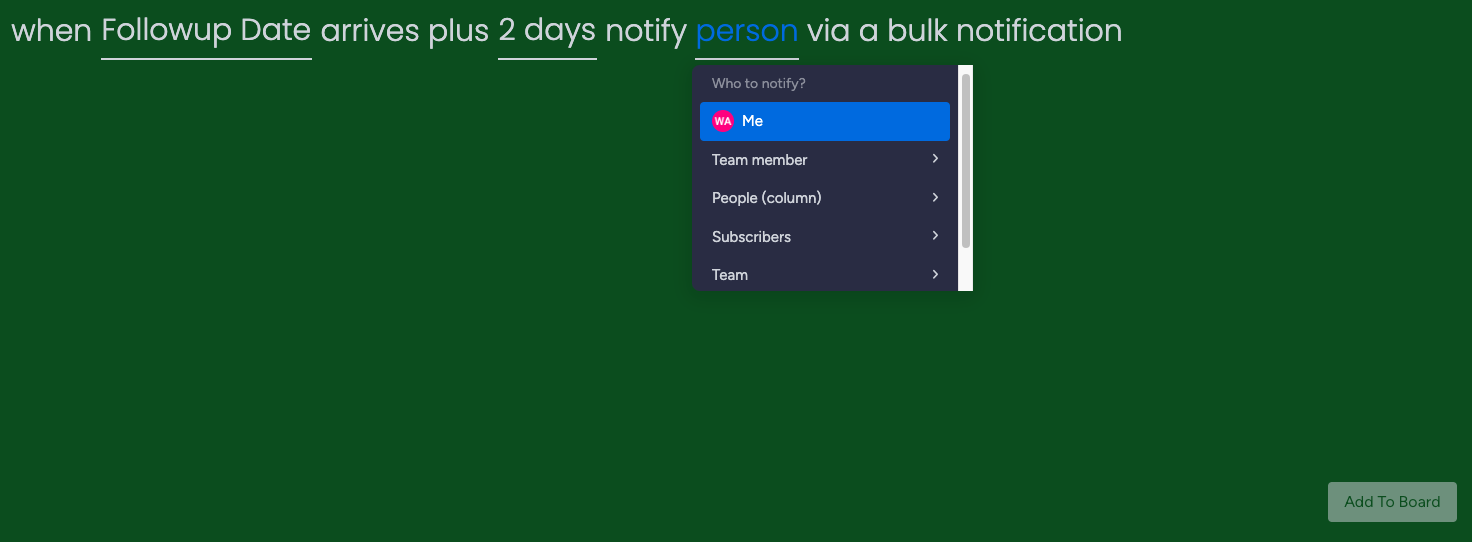 when Followup Date arrives plus 2 days notify person via a bulk notification
Who to notify?
WA Me
Team member
People (column)
Subscribers
Team
Add To Board